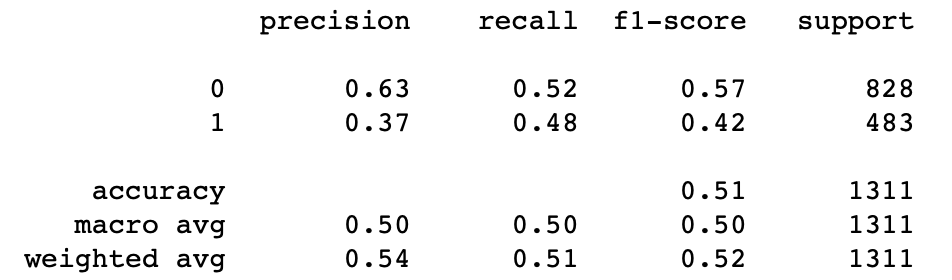 precision recall f1-score support
0 0.63 0.52 0.57 828
1 0.37 0.48 0.42 483
accuracy 0.51 1311
macro avg 0.50 0.50 0.50 1311
weighted avg 0.54 0.51 0.52 1311